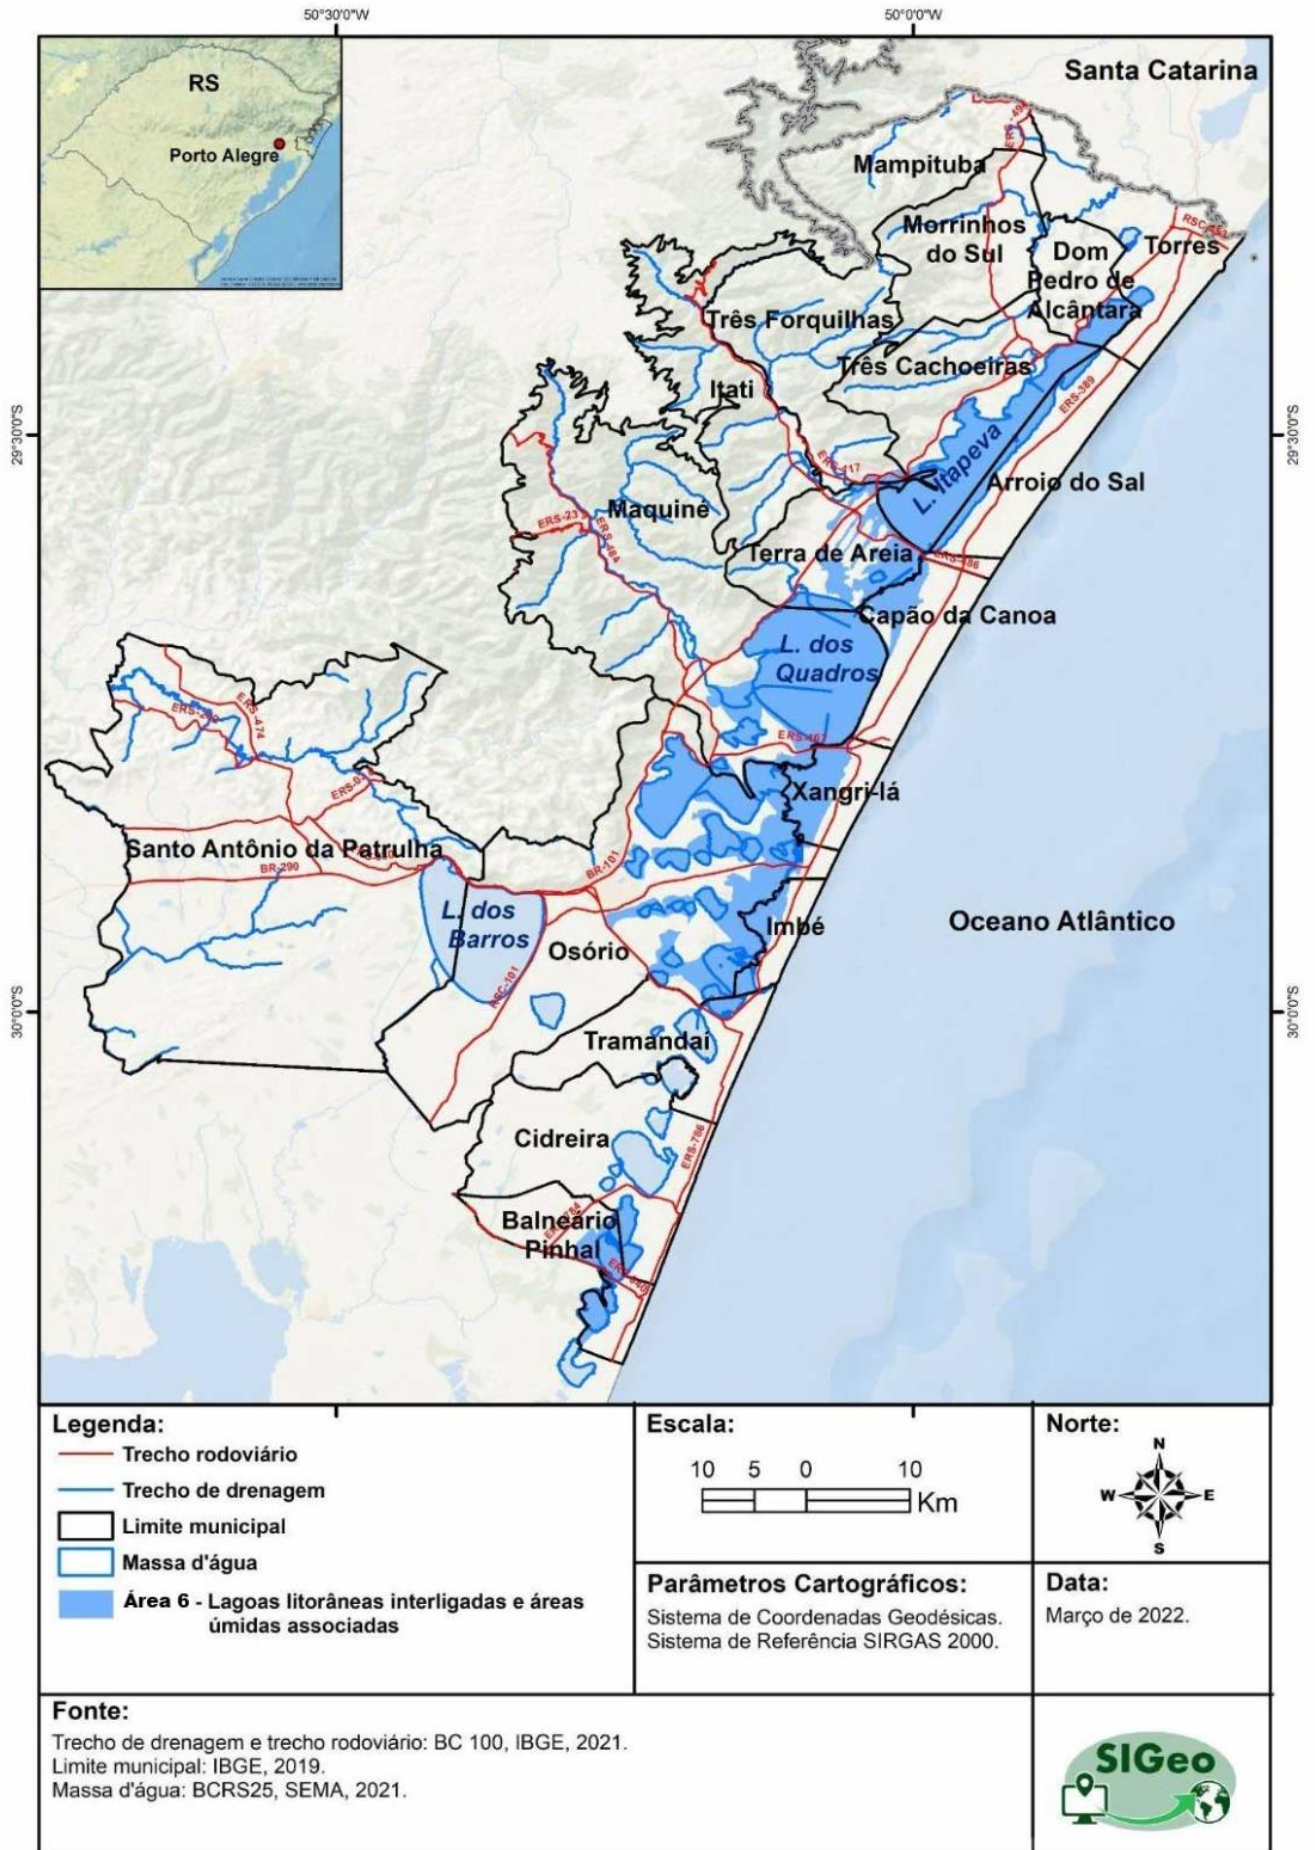 50°30'0"W
50°0'0"W
RS
Porto Alegre
Santa Catarina
Mampituba
Morrinhos
do Sul
Dom
Pedro de
Alcântara
Torres
Três Forquilhas
Três Cachoeiras
Itati
29°30'0"S
29°30'0"S
ERS-389
L. Itapeva
Arroio do Sal
ERS-417
Maquiné
ERS-484
Terra de Areia
ERS-486
Capão da Canoa
L. dos
Quadros
ERS-474
ERS-407
Xangri-lá
Santo Antônio da Patrulha
BR-290
BR-101
L. dos
Barros
Osório
RSC-101
Imbé
Oceano Atlântico
30°0'0"S
30°0'0"S
Tramandaí
Cidreira
ERS-786
Balneário
Pinhal
Legenda:
Trecho rodoviário
Trecho de drenagem
Limite municipal
Massa d'água
Área 6 - Lagoas litorâneas interligadas e áreas
úmidas associadas
Escala:
10 5 0 10
Km
Norte:
N
W E
S
Parâmetros Cartográficos:
Sistema de Coordenadas Geodésicas.
Sistema de Referência SIRGAS 2000.
Data:
Março de 2022.
Fonte:
Trecho de drenagem e trecho rodoviário: BC 100, IBGE, 2021.
Limite municipal: IBGE, 2019.
Massa d'água: BCRS25, SEMA, 2021.
SIGeo